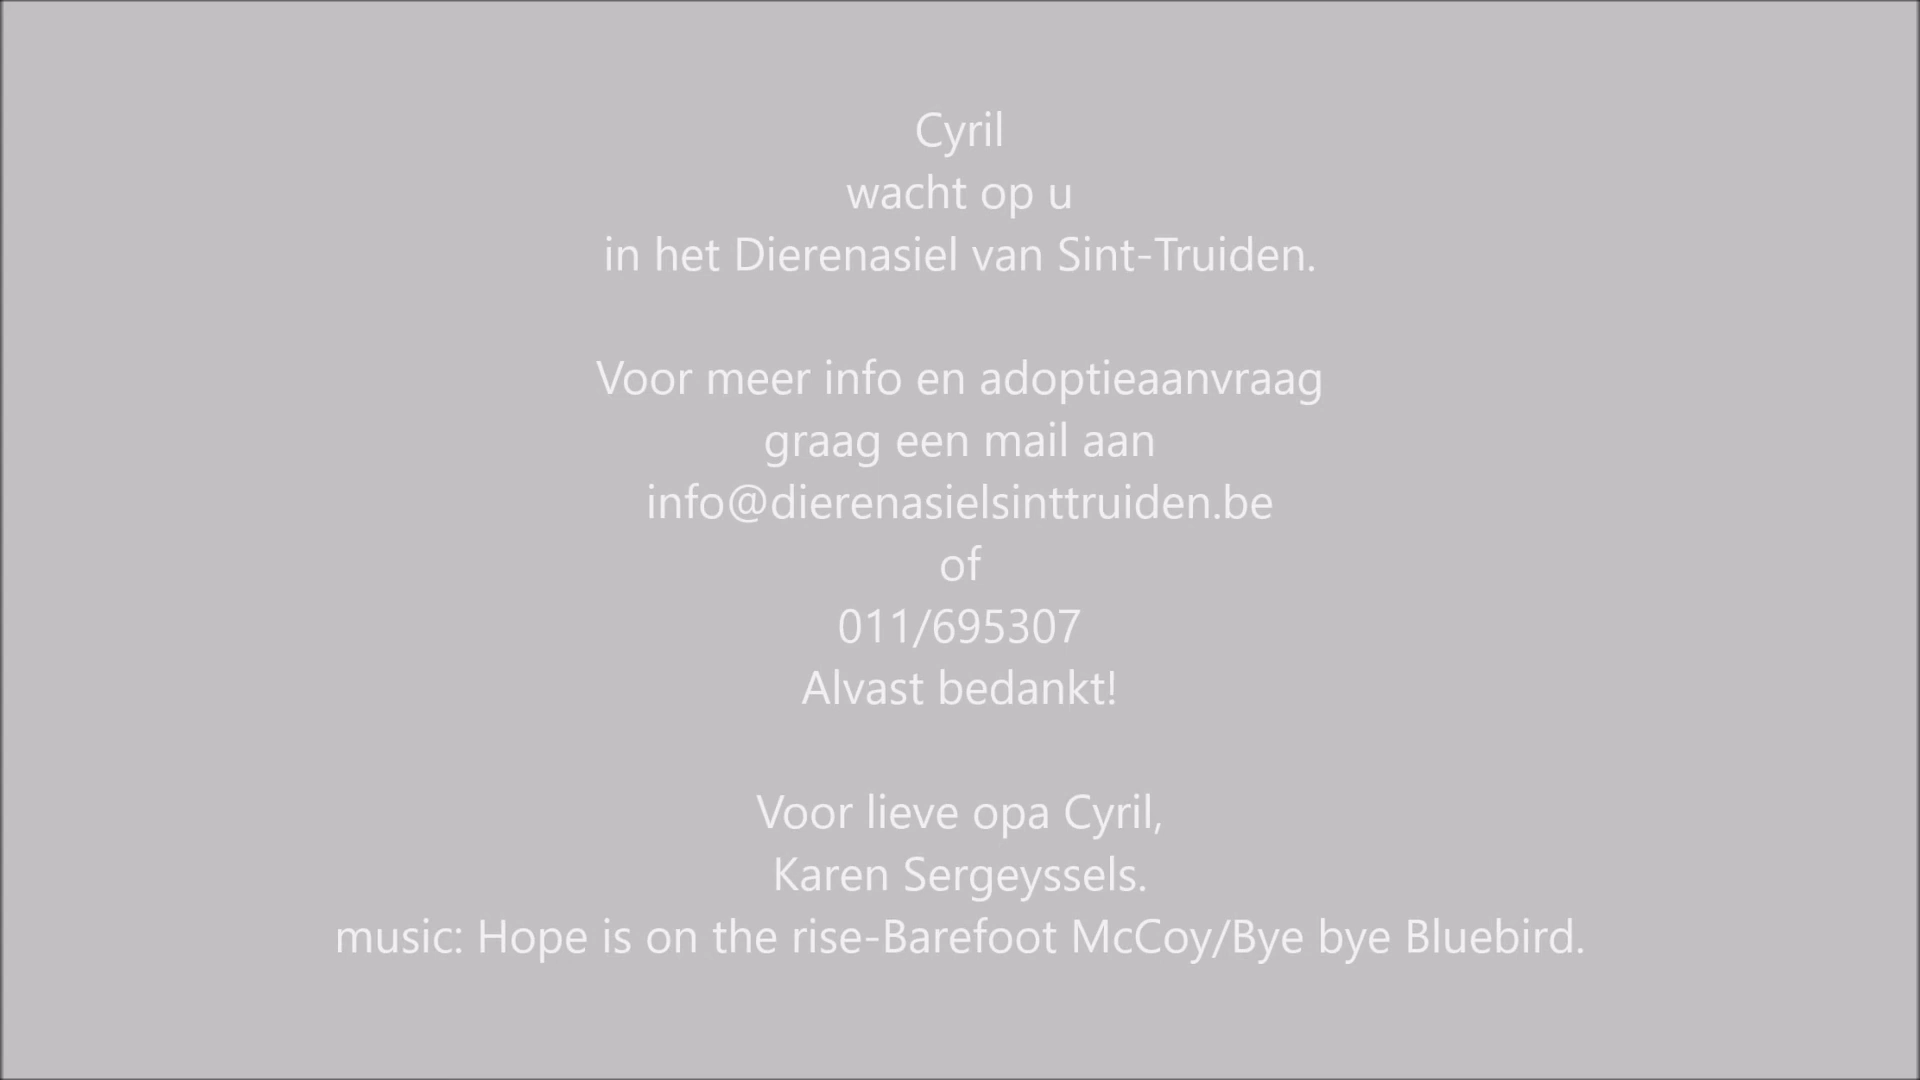 Cyril
wacht op u
in het Dierenasiel van Sint-Truiden.
Voor meer info en adoptieaanvraag
graag een mail aan
info@dierenasielsinttruiden.be
of
011/695307
Alvast bedankt!
Voor lieve opa Cyril,
Karen Sergeyssels.
music: Hope is on the rise-Barefoot McCoy/Bye bye Bluebird.